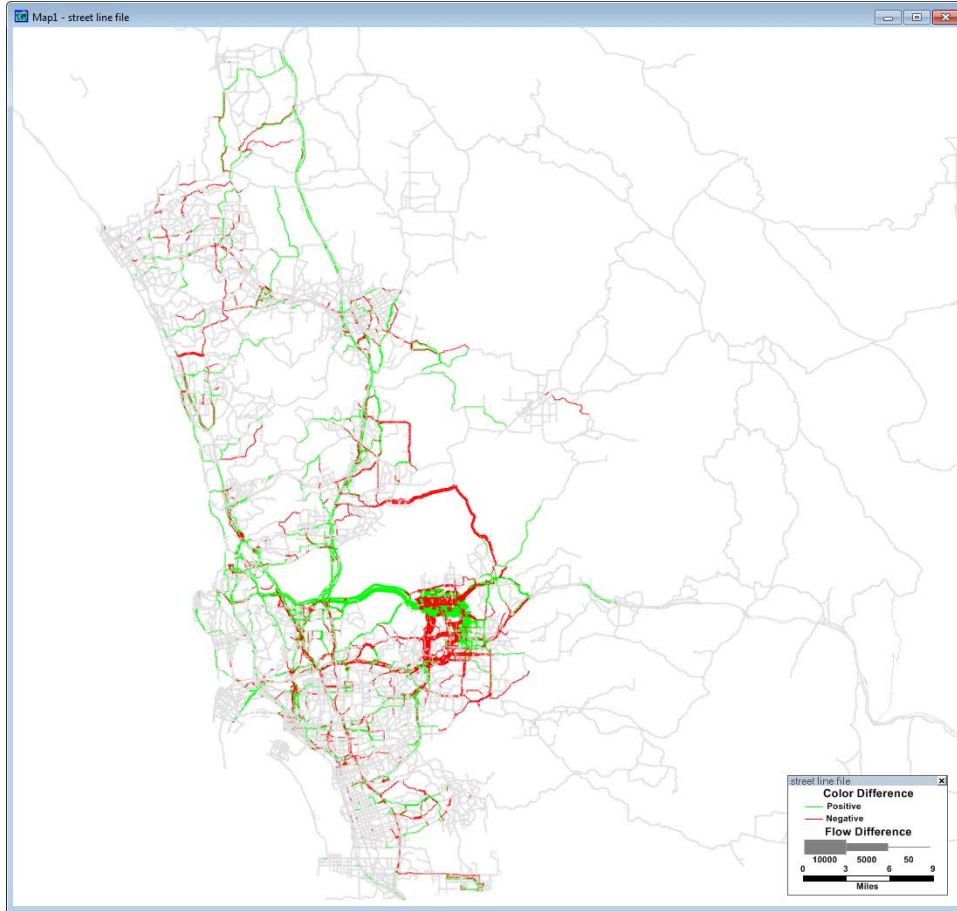 Map1 - street line file
street line file
Color Difference
Positive
Negative
Flow Difference
10000 5000 50
0 3 6 9
Miles